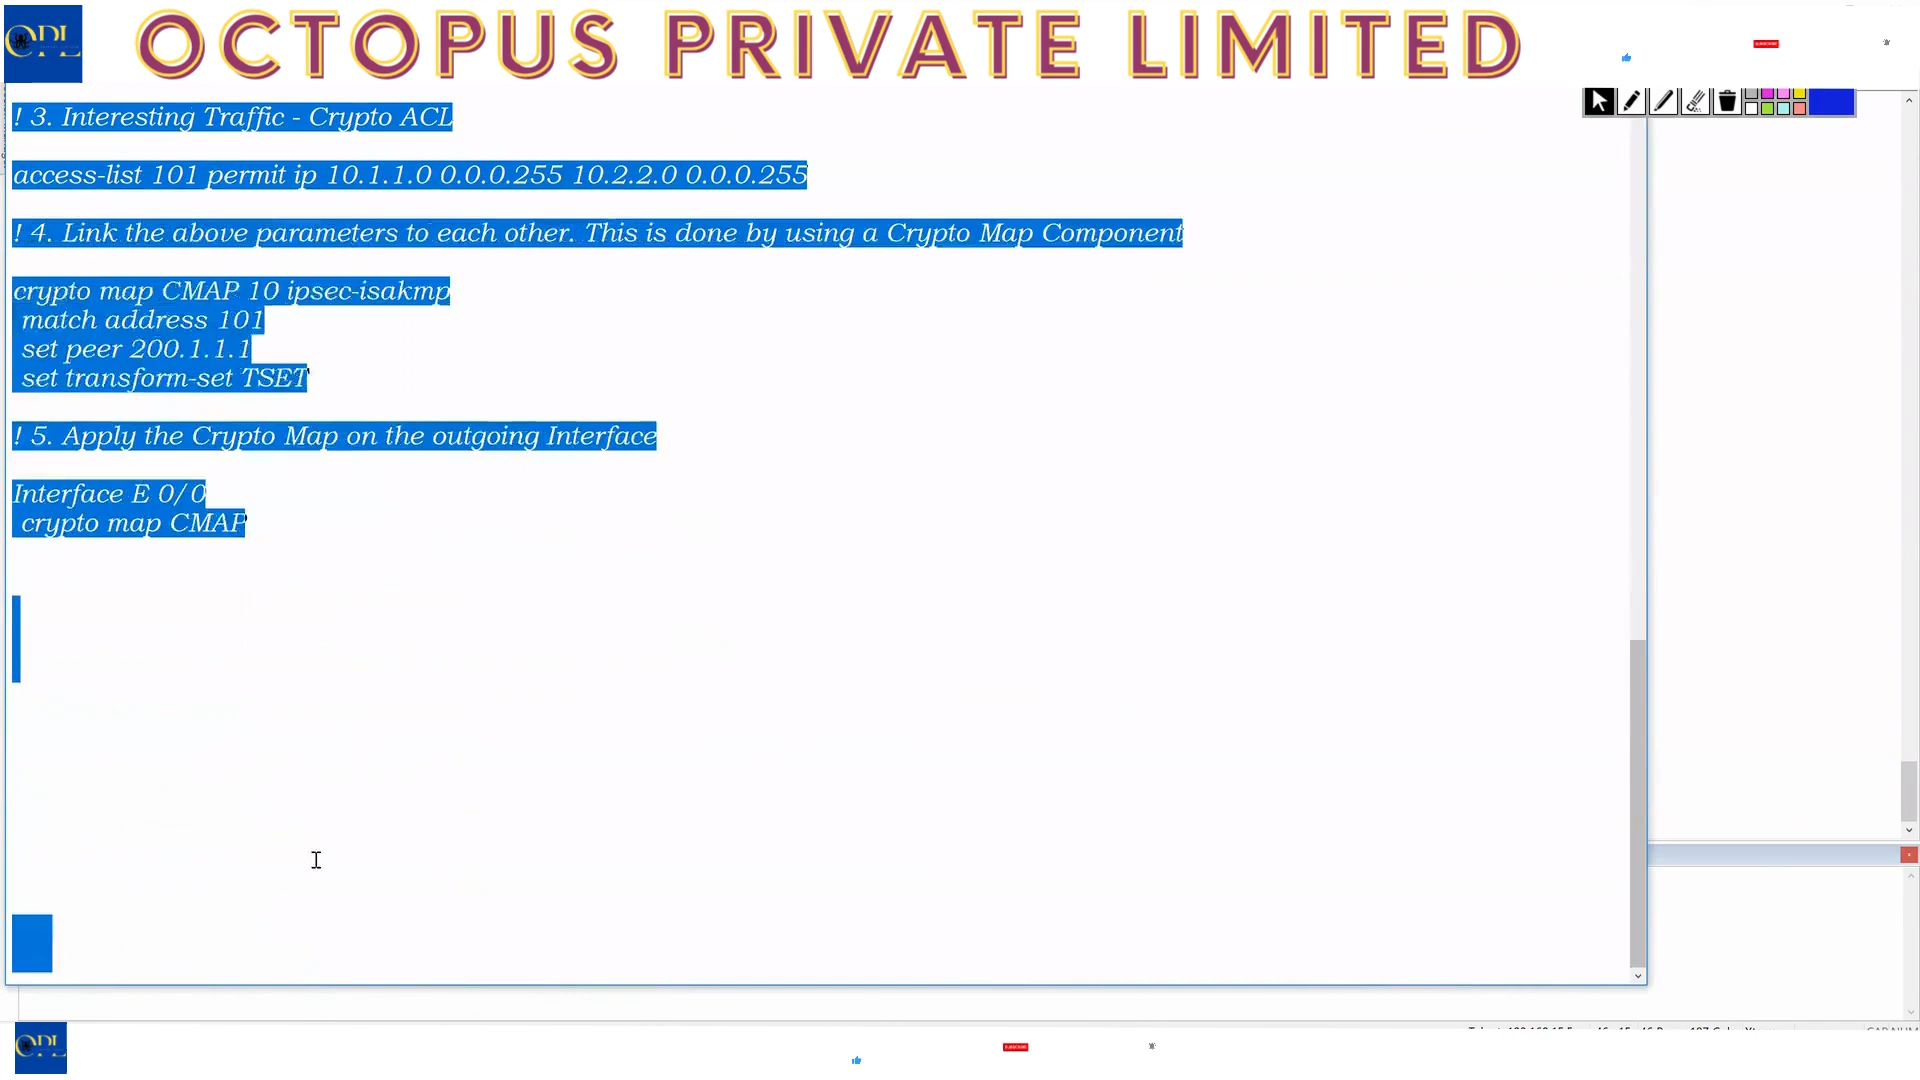 OPL
OCTOPUS PRIVATE LIMITED
SUBSCRIBE
! 3. Interesting Traffic - Crypto ACL
access-list 101 permit ip 10.1.1.0 0.0.0.255 10.2.2.0 0.0.0.255
! 4. Link the above parameters to each other. This is done by using a Crypto Map Component
crypto map CMAP 10 ipsec-isakmp
match address 101
set peer 200.1.1.1
set transform-set TSET
! 5. Apply the Crypto Map on the outgoing Interface
Interface E 0/0
crypto map CMAP
OPL
SUBSCRIBE